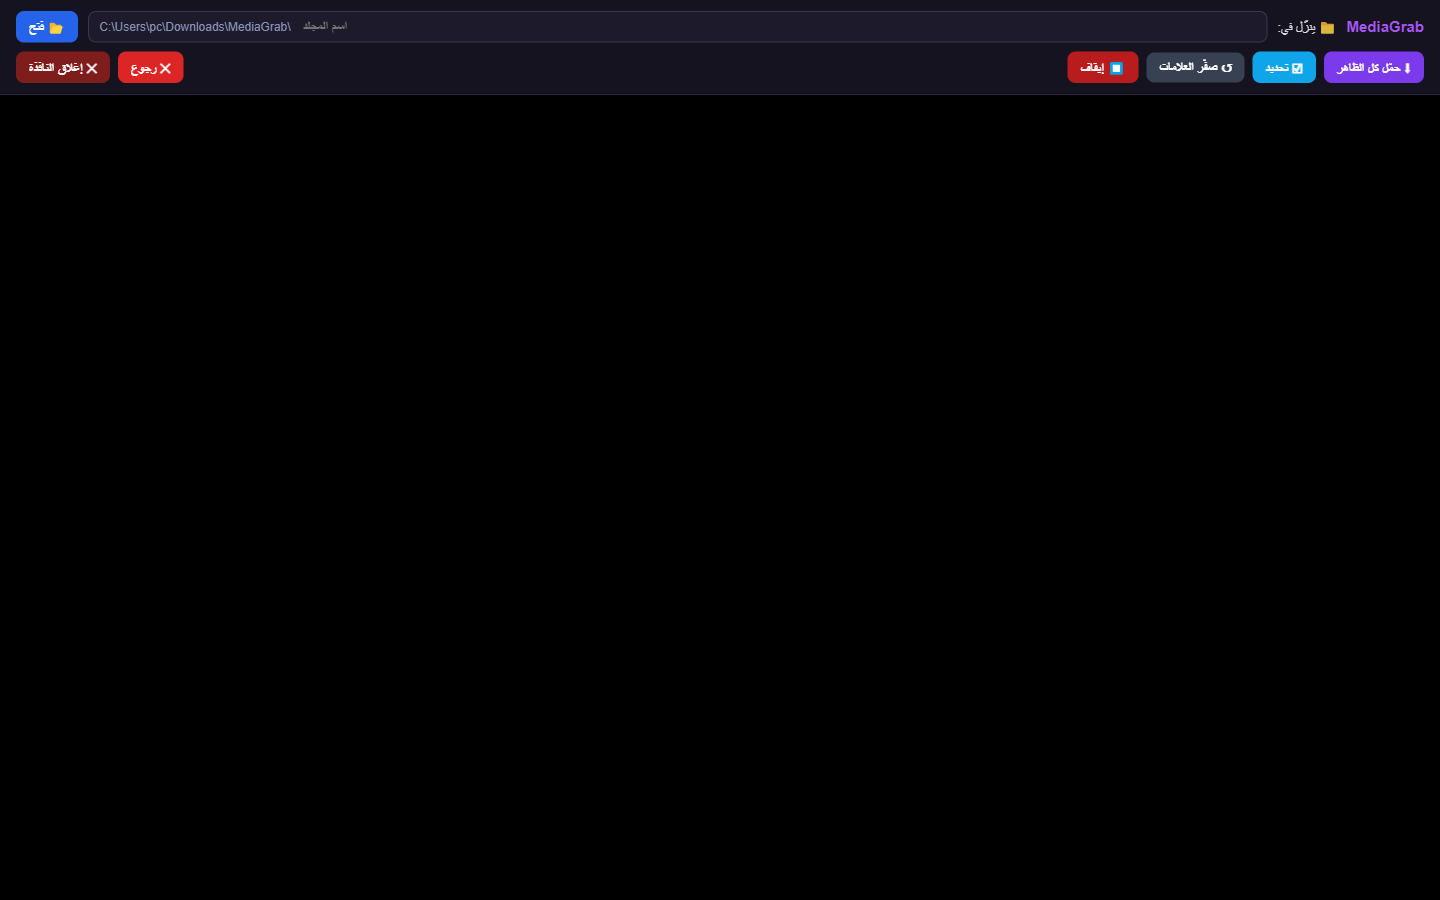 MediaGrab 📁 ينزّل في: C:\Users\pc\Downloads\MediaGrab\ اسم المجلد 📂 فتح
⬇ حمّل كل الظاهر ☑ تحديد ↺ صفّر العلامات ⏹ إيقاف ✕ رجوع ✕ إغلاق النافذة